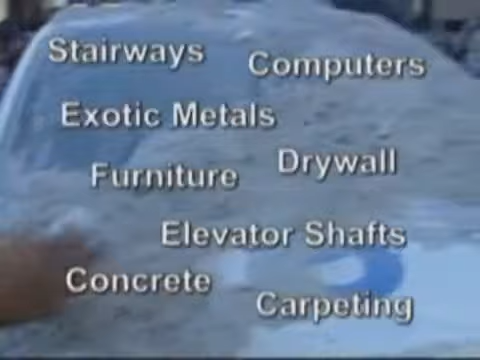 Stairways
Computers
Exotic Metals
Drywall
Furniture
Elevator Shafts
Concrete
Carpeting